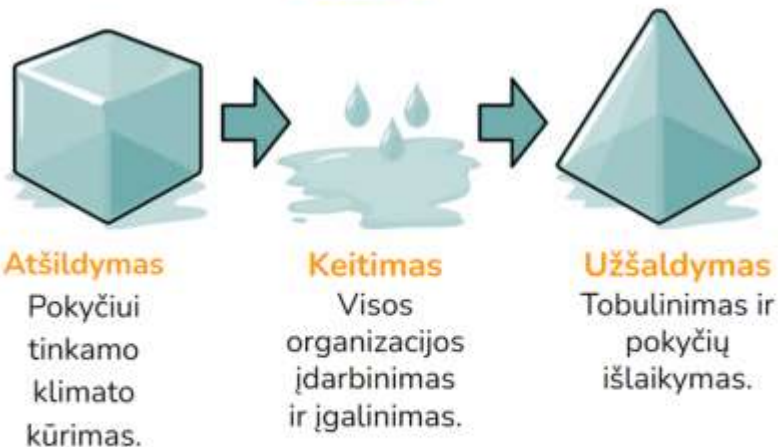 Atšildymas
Pokyčiui
tinkamo
klimato
kūrimas.
Keitimas
Visos
organizacijos
įdarbinimas
ir įgalinimas.
Užšaldymas
Tobulinimas ir
pokyčių
išlaikymas.